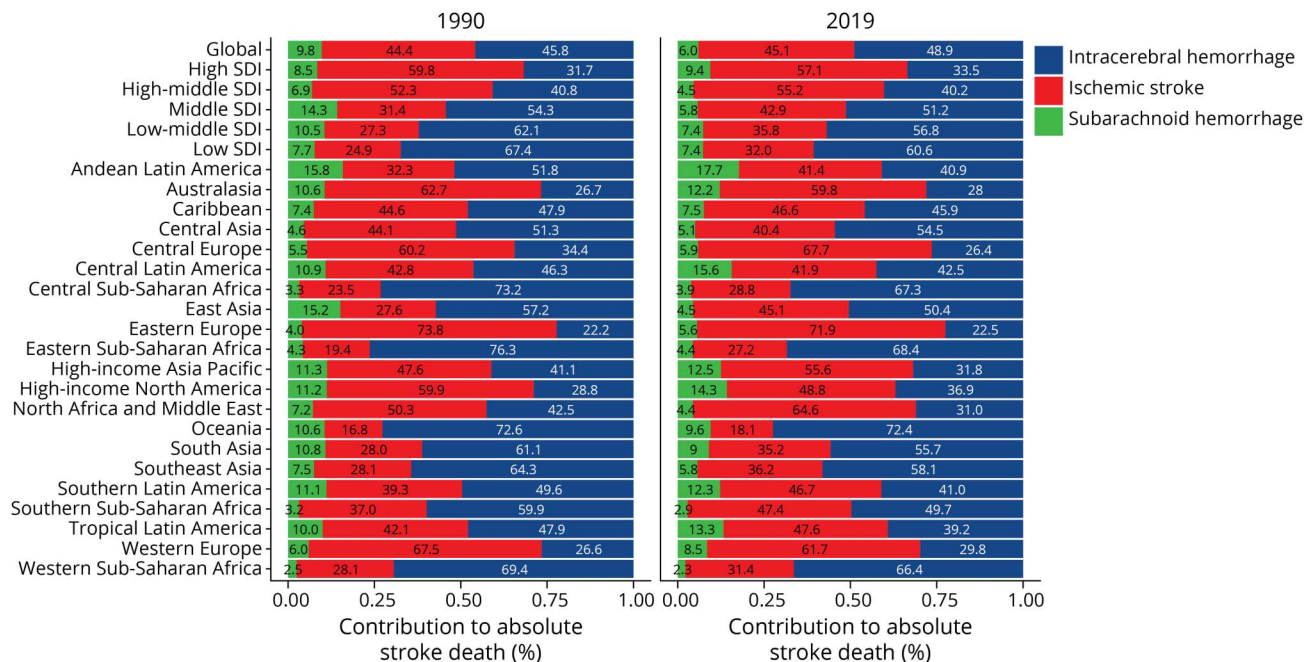 1990
2019
Global 9.8 44.4 45.8 6.0 45.1 48.9
High SDI 8.5 59.8 31.7 9.4 57.1 33.5
High-middle SDI 6.9 52.3 40.8 4.5 55.2 40.2
Middle SDI 14.3 31.4 54.3 5.8 42.9 51.2
Low-middle SDI 10.5 27.3 62.1 7.4 35.8 56.8
Low SDI 7.7 24.9 67.4 7.4 32.0 60.6
Andean Latin America 15.8 32.3 51.8 17.7 41.4 40.9
Australasia 10.6 62.7 26.7 12.2 59.8 28
Caribbean 7.4 44.6 47.9 7.5 46.6 45.9
Central Asia 4.6 44.1 51.3 5.1 40.4 54.5
Central Europe 5.5 60.2 34.4 5.9 67.7 26.4
Central Latin America 10.9 42.8 46.3 15.6 41.9 42.5
Central Sub-Saharan Africa 3.3 23.5 73.2 3.9 28.8 67.3
East Asia 15.2 27.6 57.2 4.5 45.1 50.4
Eastern Europe 4.0 73.8 22.2 5.6 71.9 22.5
Eastern Sub-Saharan Africa 4.3 19.4 76.3 4.4 27.2 68.4
High-income Asia Pacific 11.3 47.6 41.1 12.5 55.6 31.8
High-income North America 11.2 59.9 28.8 14.3 48.8 36.9
North Africa and Middle East 7.2 50.3 42.5 4.4 64.6 31.0
Oceania 10.6 16.8 72.6 9.6 18.1 72.4
South Asia 10.8 28.0 61.1 9 35.2 55.7
Southeast Asia 7.5 28.1 64.3 5.8 36.2 58.1
Southern Latin America 11.1 39.3 49.6 12.3 46.7 41.0
Southern Sub-Saharan Africa 3.2 37.0 59.9 2.9 47.4 49.7
Tropical Latin America 10.0 42.1 47.9 13.3 47.6 39.2
Western Europe 6.0 67.5 26.6 8.5 61.7 29.8
Western Sub-Saharan Africa 2.5 28.1 69.4 2.3 31.4 66.4
0.00 0.25 0.50 0.75 1.00
Contribution to absolute
stroke death (%)
0.00 0.25 0.50 0.75 1.00
Contribution to absolute
stroke death (%)
Intracerebral hemorrhage
Ischemic stroke
Subarachnoid hemorrhage